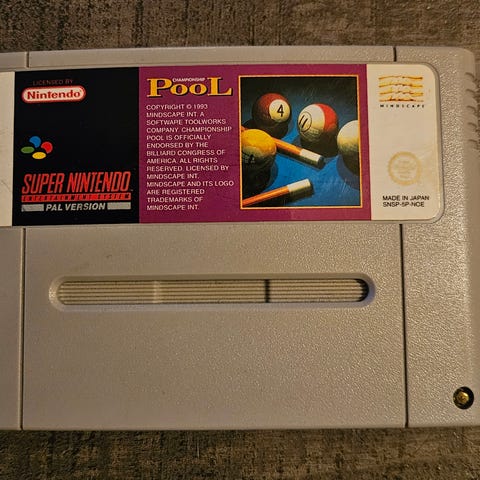 LICENSED BY
Nintendo
SUPER NINTENDO
ENTERTAINMENT SYSTEM
PAL VERSION
CHAMPIONSHIP
POOL
COPYRIGHT © 1993
MINDSCAPE INT. A
SOFTWARE TOOLWORKS
COMPANY. CHAMPIONSHIP
POOL IS OFFICIALLY
ENDORSED BY THE
BILLIARD CONGRESS OF
AMERICA. ALL RIGHTS
RESERVED. LICENSED BY
MINDSCAPE INT.
MINDSCAPE AND ITS LOGO
ARE REGISTERED
TRADEMARKS OF
MINDSCAPE INT.
4
11
MINDSCAPE
MADE IN JAPAN
SNSP-6P-NOE